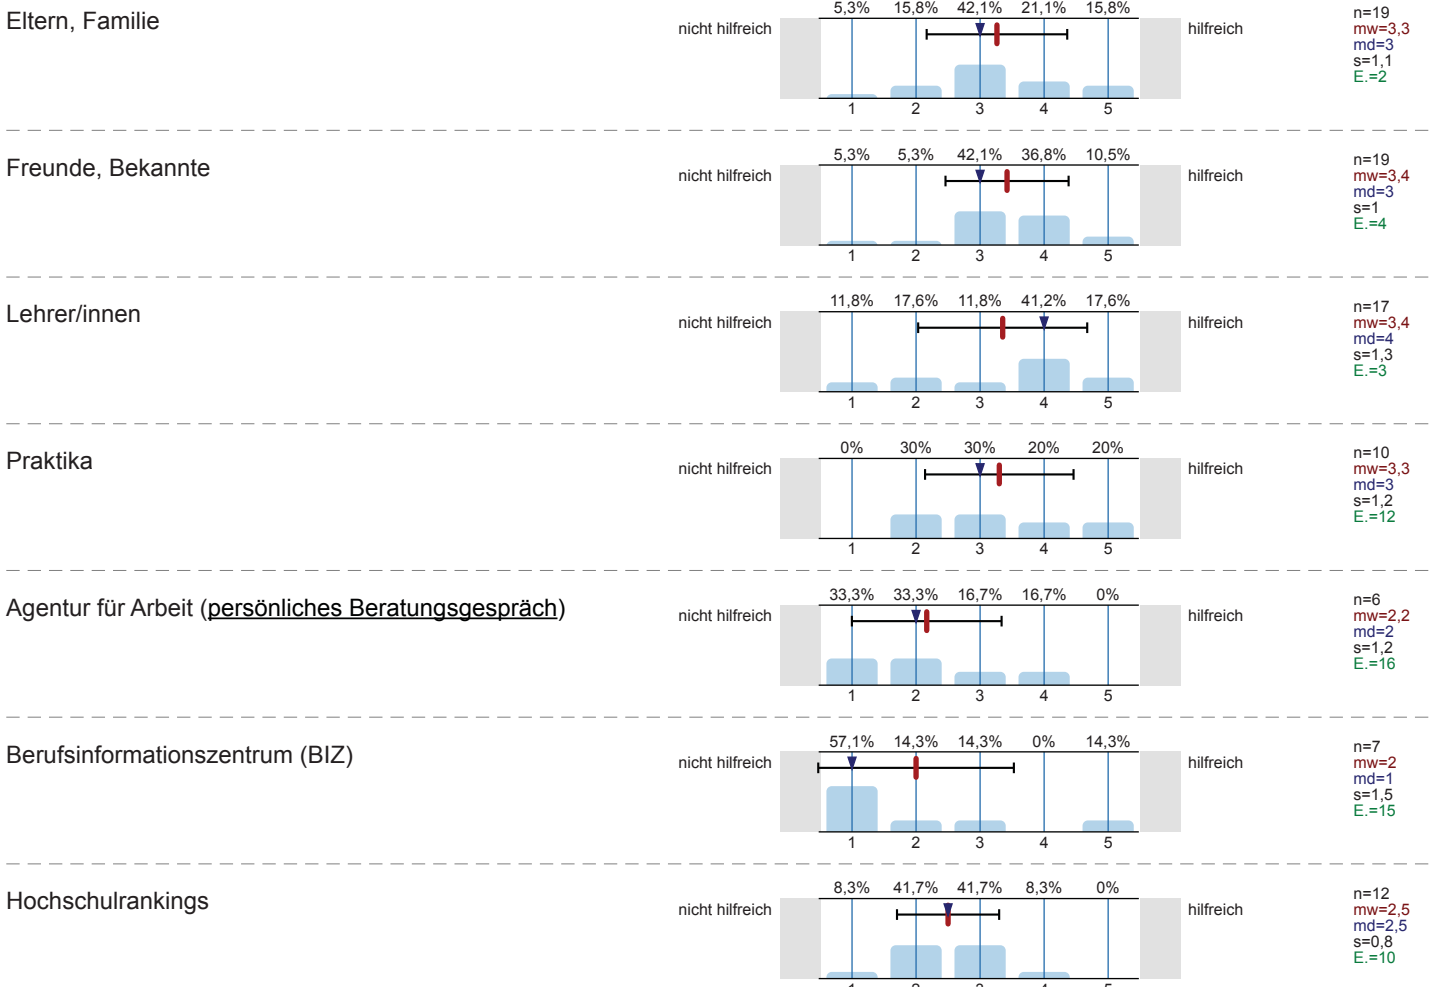 Eltern, Familie
5,3% 15,8% 42,1% 21,1% 15,8%
nicht hilfreich hilfreich
1 2 3 4 5
n=19
mw=3,3
md=3
s=1,1
E.=2
Freunde, Bekannte
5,3% 5,3% 42,1% 36,8% 10,5%
nicht hilfreich hilfreich
1 2 3 4 5
n=19
mw=3,4
md=3
s=1
E.=4
Lehrer/innen
11,8% 17,6% 11,8% 41,2% 17,6%
nicht hilfreich hilfreich
1 2 3 4 5
n=17
mw=3,4
md=4
s=1,3
E.=3
Praktika
0% 30% 30% 20% 20%
nicht hilfreich hilfreich
1 2 3 4 5
n=10
mw=3,3
md=3
s=1,2
E.=12
Agentur für Arbeit (persönliches Beratungsgespräch)
33,3% 33,3% 16,7% 16,7% 0%
nicht hilfreich hilfreich
1 2 3 4 5
n=6
mw=2,2
md=2
s=1,2
E.=16
Berufsinformationszentrum (BIZ)
57,1% 14,3% 14,3% 0% 14,3%
nicht hilfreich hilfreich
1 2 3 4 5
n=7
mw=2
md=1
s=1,5
E.=15
Hochschulrankings
8,3% 41,7% 41,7% 8,3% 0%
nicht hilfreich hilfreich
1 2 3 4 5
n=12
mw=2,5
md=2,5
s=0,8
E.=10